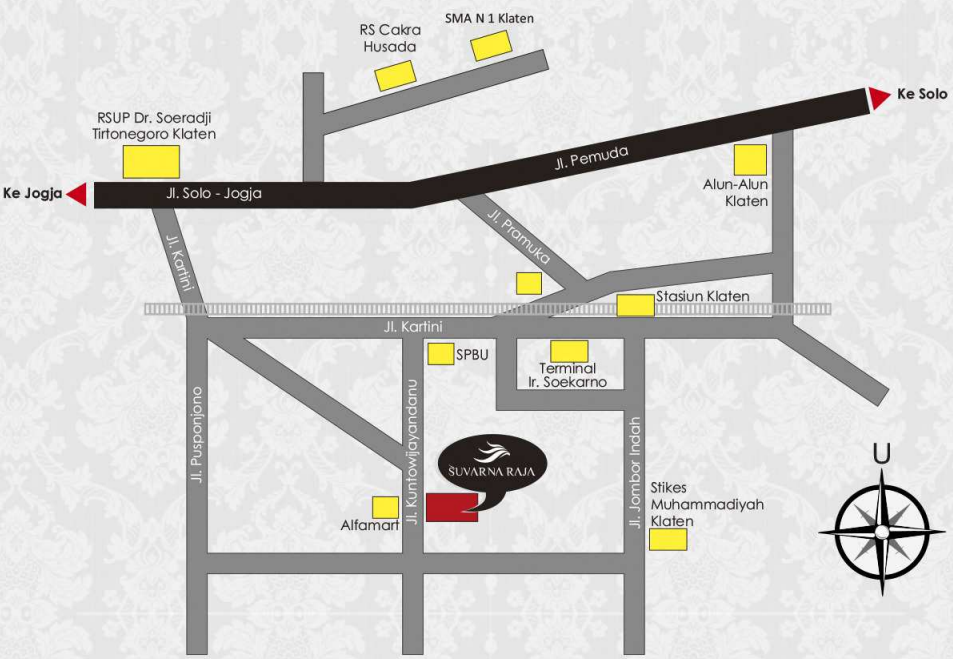 SMA N 1 Klaten
RS Cakra
Husada
Ke Solo
RSUP Dr. Soeradji
Tirtonegoro Klaten
Jl. Pemuda
Ke Jogja
Jl. Solo - Jogja
Alun-Alun
Klaten
Jl. Kartini
Jl. Pramuka
Stasiun Klaten
Jl. Kartini
SPBU
Terminal
Ir. Soekarno
Jl. Pusponjono
Jl. Kuntowijayandanu
SUVARNA RAJA
Jl. Jombor Indah
Alfamart
Stikes
Muhammadiyah
Klaten
U